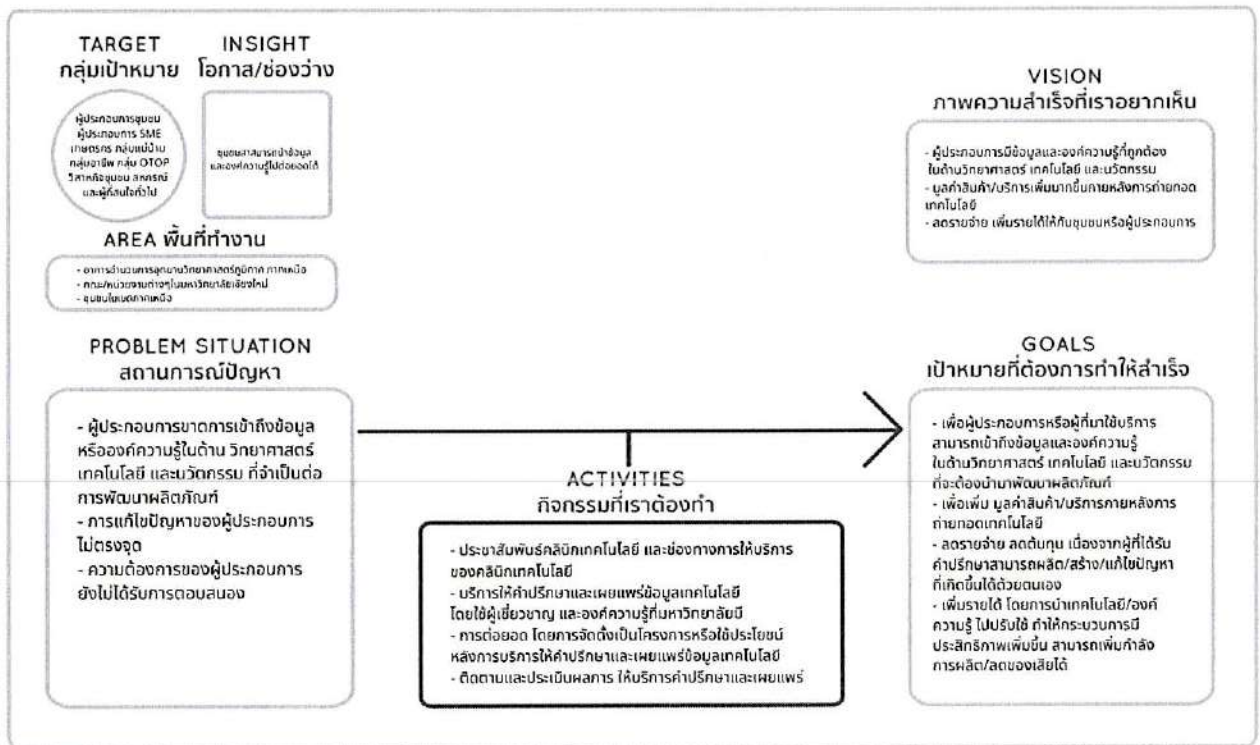 TARGET
กลุ่มเป้าหมาย
ผู้ประกอบการชุมชน
ผู้ประกอบการ SME
เกษตรกร กลุ่มแม่บ้าน
กลุ่มอาชีพ กลุ่ม OTOP
วิสาหกิจชุมชน สหกรณ์
และผู้ที่สนใจทั่วไป
INSIGHT
โอกาส/ช่องว่าง
ชุมชนสามารถนำข้อมูล
และองค์ความรู้ไปต่อยอดได้
AREA พื้นที่ทำงาน
- อาคารอำนวยการอุทยานวิทยาศาสตร์ภูมิภาค ภาคเหนือ
- คณะ/หน่วยงานต่างๆในมหาวิทยาลัยเชียงใหม่
- ชุมชนในเขตภาคเหนือ
VISION
ภาพความสำเร็จที่เราอยากเห็น
- ผู้ประกอบการมีข้อมูลและองค์ความรู้ที่ถูกต้อง
ในด้านวิทยาศาสตร์ เทคโนโลยี และนวัตกรรม
- มูลค่าสินค้า/บริการเพิ่มมากขึ้นภายหลังการถ่ายทอด
เทคโนโลยี
- ลดรายจ่าย เพิ่มรายได้ให้กับชุมชนหรือผู้ประกอบการ
PROBLEM SITUATION
สถานการณ์ปัญหา
- ผู้ประกอบการขาดการเข้าถึงข้อมูล
หรือองค์ความรู้ในด้าน วิทยาศาสตร์
เทคโนโลยี และนวัตกรรม ที่จำเป็นต่อ
การพัฒนาผลิตภัณฑ์
- การแก้ไขปัญหาของผู้ประกอบการ
ไม่ตรงจุด
- ความต้องการของผู้ประกอบการ
ยังไม่ได้รับการตอบสนอง
ACTIVITIES
กิจกรรมที่เราต้องทำ
- ประชาสัมพันธ์คลินิกเทคโนโลยี และช่องทางการให้บริการ
ของคลินิกเทคโนโลยี
- บริการให้คำปรึกษาและเผยแพร่ข้อมูลเทคโนโลยี
โดยใช้ผู้เชี่ยวชาญ และองค์ความรู้ที่มหาวิทยาลัยมี
- การต่อยอด โดยการจัดตั้งเป็นโครงการหรือใช้ประโยชน์
หลังการบริการให้คำปรึกษาและเผยแพร่ข้อมูลเทคโนโลยี
- ติดตามและประเมินผลการ ให้บริการคำปรึกษาและเผยแพร่
GOALS
เป้าหมายที่ต้องการทำให้สำเร็จ
- เพื่อผู้ประกอบการหรือผู้ที่มาใช้บริการ
สามารถเข้าถึงข้อมูลและองค์ความรู้
ในด้านวิทยาศาสตร์ เทคโนโลยี และนวัตกรรม
ที่จะต้องนำมาพัฒนาผลิตภัณฑ์
- เพื่อเพิ่ม มูลค่าสินค้า/บริการภายหลังการ
ถ่ายทอดเทคโนโลยี
- ลดรายจ่าย ลดต้นทุน เนื่องจากผู้ที่ได้รับ
คำปรึกษาสามารถผลิต/สร้าง/แก้ไขปัญหา
ที่เกิดขึ้นได้ด้วยตนเอง
- เพิ่มรายได้ โดยการนำเทคโนโลยี/องค์
ความรู้ ไปปรับใช้ ทำให้กระบวนการมี
ประสิทธิภาพเพิ่มขึ้น สามารถเพิ่มกำลัง
การผลิต/ลดของเสียได้